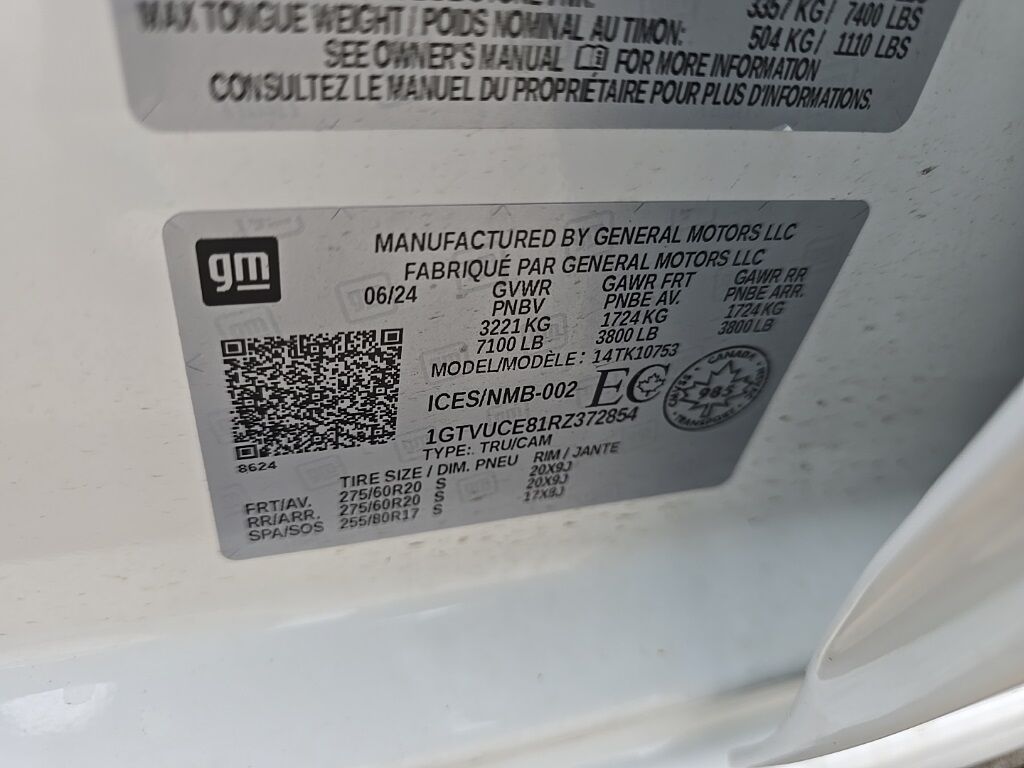 3357 KG / 7400 LBS
MAX TONGUE WEIGHT / POIDS NOMINAL AU TIMON: 504 KG / 1110 LBS
SEE OWNER'S MANUAL FOR MORE INFORMATION
CONSULTEZ LE MANUEL DU PROPRIÉTAIRE POUR PLUS D'INFORMATIONS.
gm
MANUFACTURED BY GENERAL MOTORS LLC
FABRIQUÉ PAR GENERAL MOTORS LLC
06/24 GVWR GAWR FRT GAWR RR
PNBV PNBE AV. PNBE ARR.
3221 KG 1724 KG 1724 KG
7100 LB 3800 LB 3800 LB
MODEL/MODÈLE: 14TK10753
ICES/NMB-002 EC CANADA 985
1GTVUCE81RZ372854
TYPE: TRU/CAM
8624
TIRE SIZE / DIM. PNEU RIM / JANTE
FRT/AV. 275/60R20 S 20X9J
RR/ARR. 275/60R20 S 20X9J
SPA/SOS 255/80R17 S 17X8J